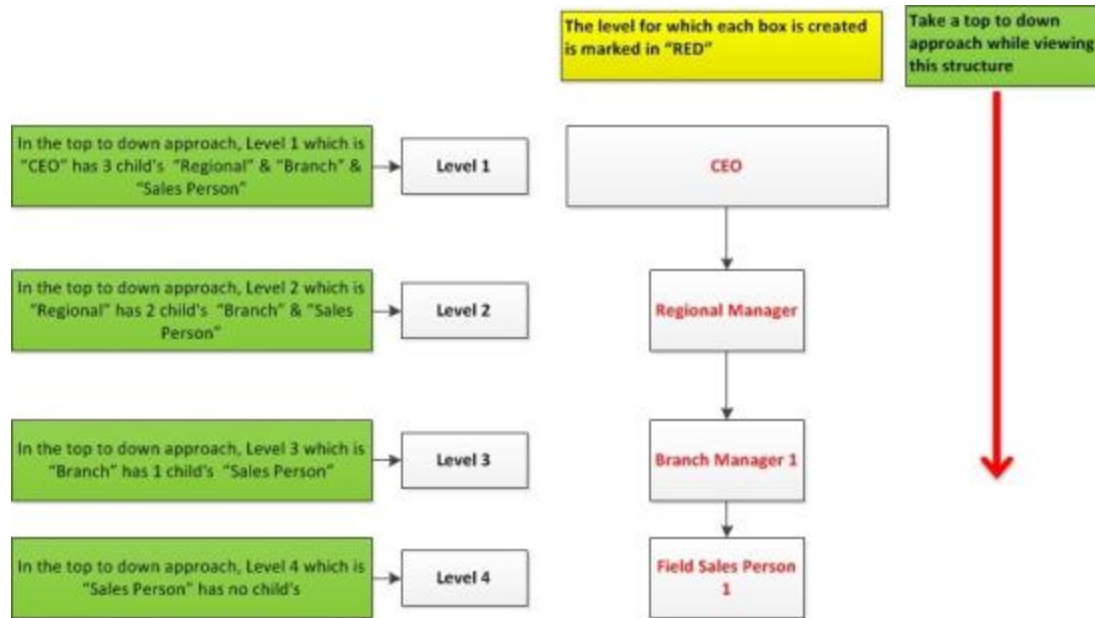 The level for which each box is created
is marked in “RED”
Take a top to down
approach while viewing
this structure
In the top to down approach, Level 1 which is
“CEO” has 3 child's “Regional” & “Branch” &
“Sales Person”
Level 1
CEO
In the top to down approach, Level 2 which is
“Regional” has 2 child's “Branch” & “Sales
Person”
Level 2
Regional Manager
In the top to down approach, Level 3 which is
“Branch” has 1 child's “Sales Person”
Level 3
Branch Manager 1
In the top to down approach, Level 4 which is
“Sales Person” has no child's
Level 4
Field Sales Person
1